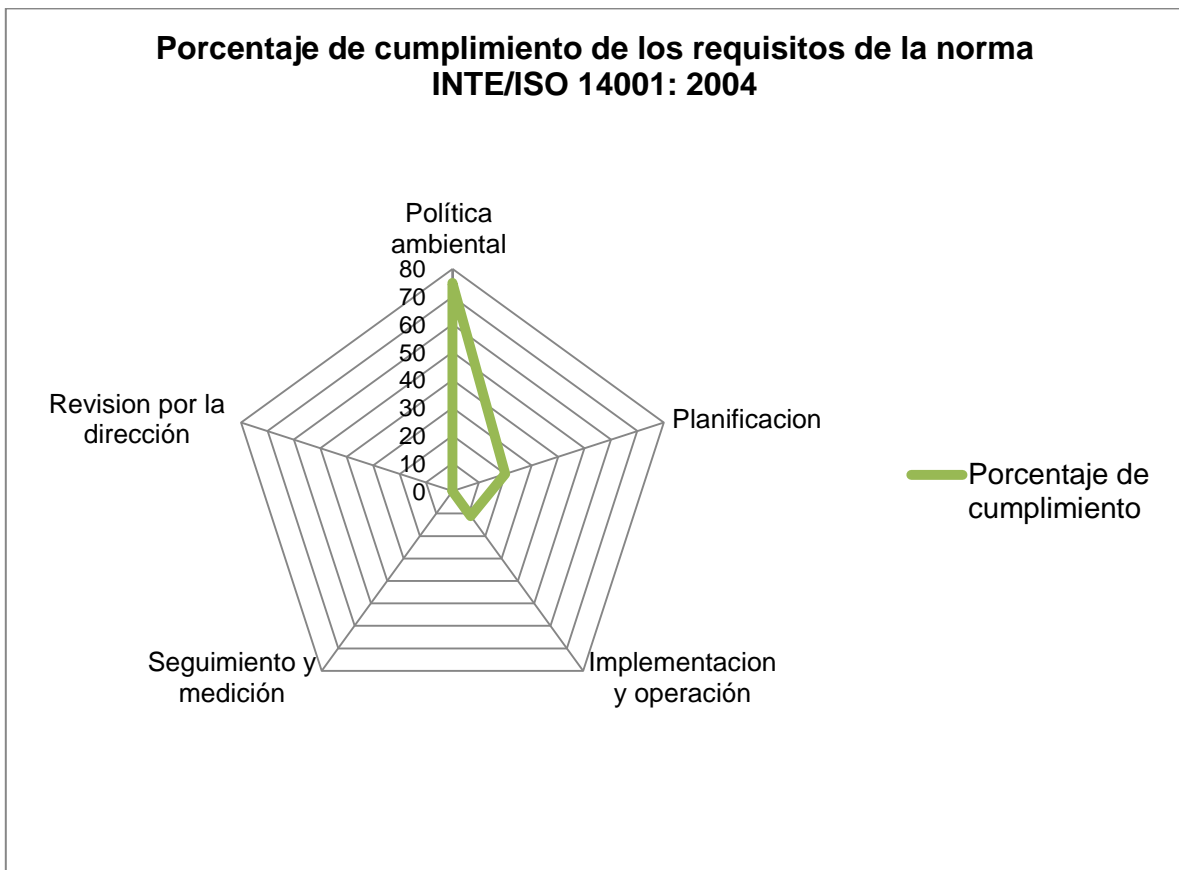 Porcentaje de cumplimiento de los requisitos de la norma
INTE/ISO 14001: 2004
Política
ambiental
80
70
60
50
40
30
20
10
0
Planificacion
Implementacion
y operación
Seguimiento y
medición
Revision por la
dirección
Porcentaje de
cumplimiento